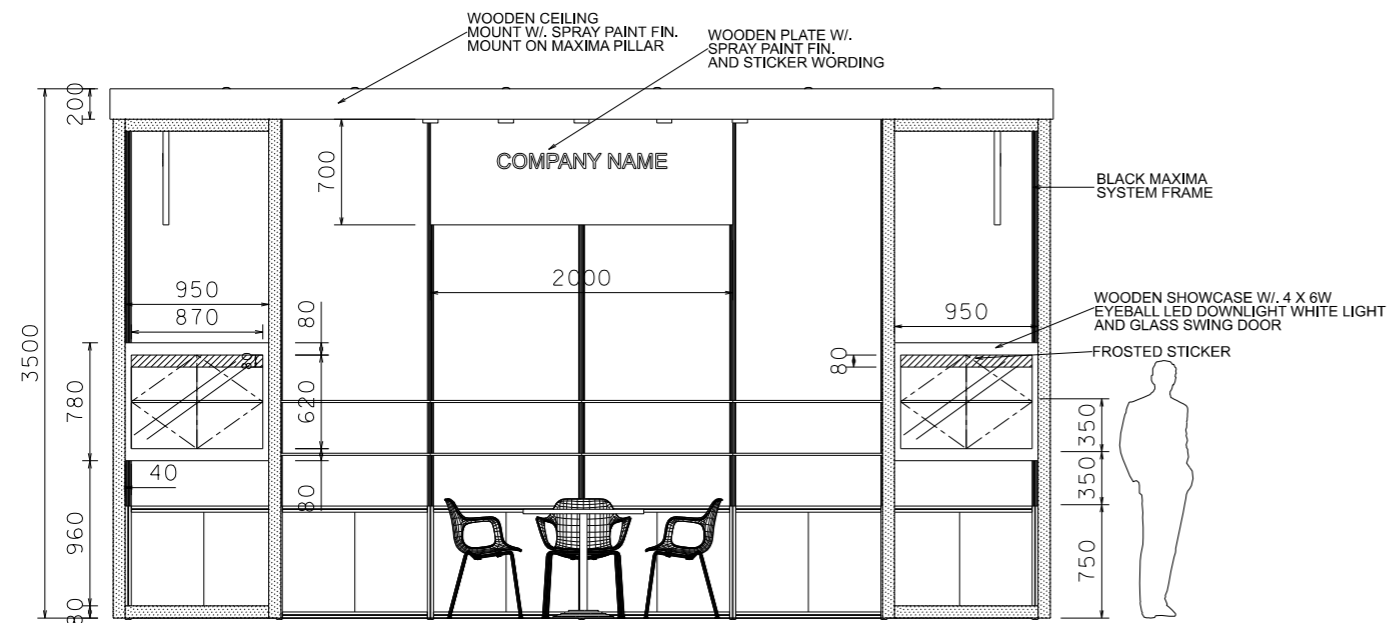 WOODEN CEILING
MOUNT W/. SPRAY PAINT FIN.
MOUNT ON MAXIMA PILLAR
WOODEN PLATE W/.
SPRAY PAINT FIN.
AND STICKER WORDING
200
700
COMPANY NAME
BLACK MAXIMA
SYSTEM FRAME
2000
950
870
80
950
WOODEN SHOWCASE W/. 4 X 6W
EYEBALL LED DOWNLIGHT WHITE LIGHT
AND GLASS SWING DOOR
FROSTED STICKER
3500
80
80
780
620
350
40
80
350
960
750
80